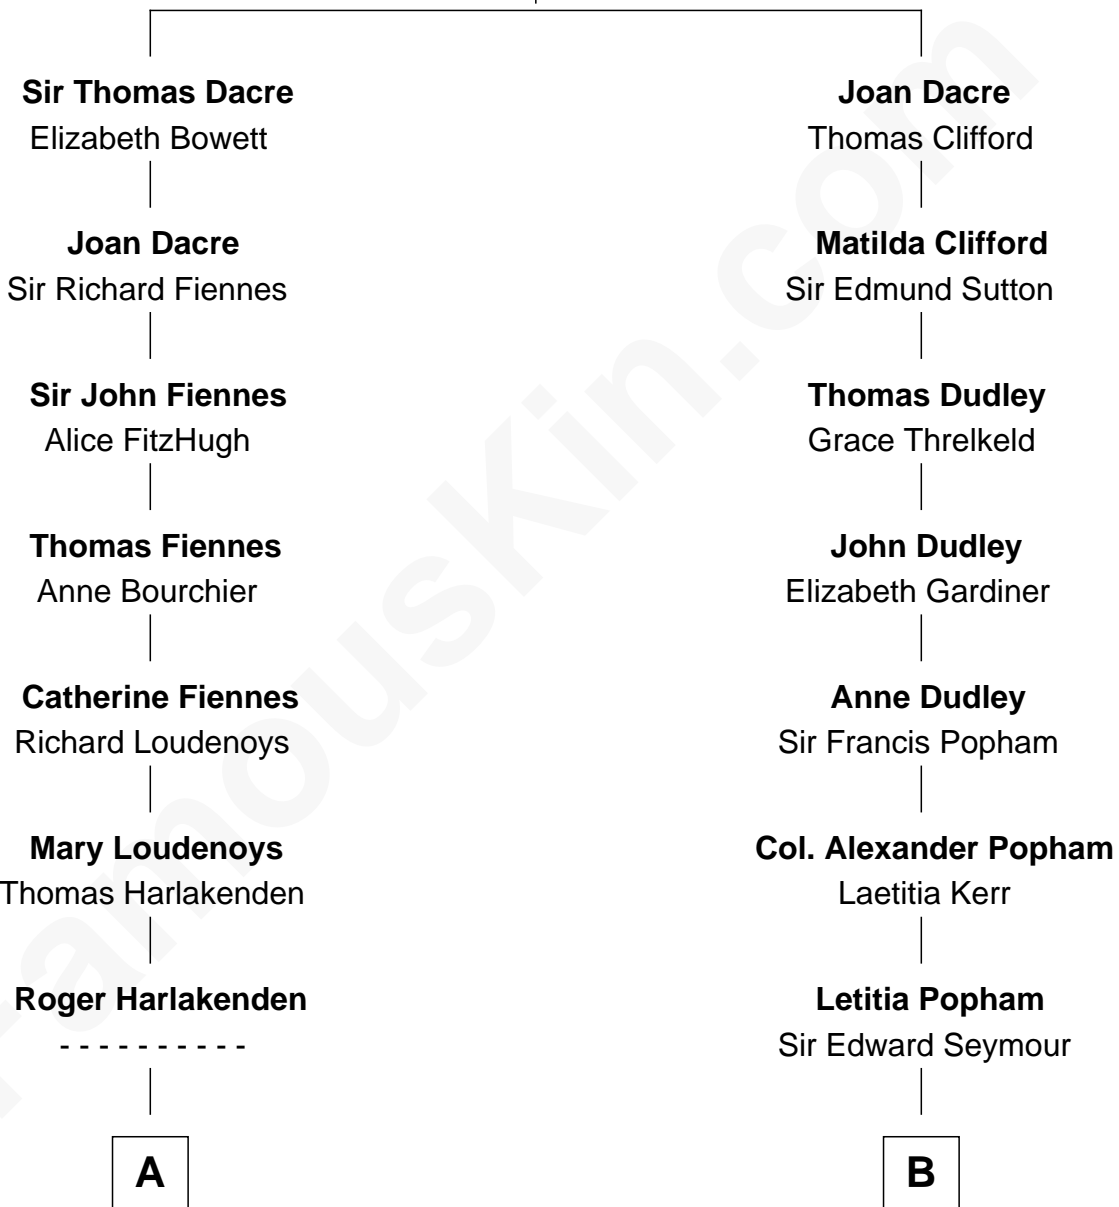 Sir Thomas Dacre
Elizabeth Bowett
Joan Dacre
Sir Richard Fiennes
Sir John Fiennes
Alice FitzHugh
Thomas Fiennes
Anne Bourchier
Catherine Fiennes
Richard Loudenoys
Mary Loudenoys
Thomas Harlakenden
Roger Harlakenden
- - - - - - - - - -
A
Joan Dacre
Thomas Clifford
Matilda Clifford
Sir Edmund Sutton
Thomas Dudley
Grace Threlkeld
John Dudley
Elizabeth Gardiner
Anne Dudley
Sir Francis Popham
Col. Alexander Popham
Laetitia Kerr
Letitia Popham
Sir Edward Seymour
B
FamousKin.com